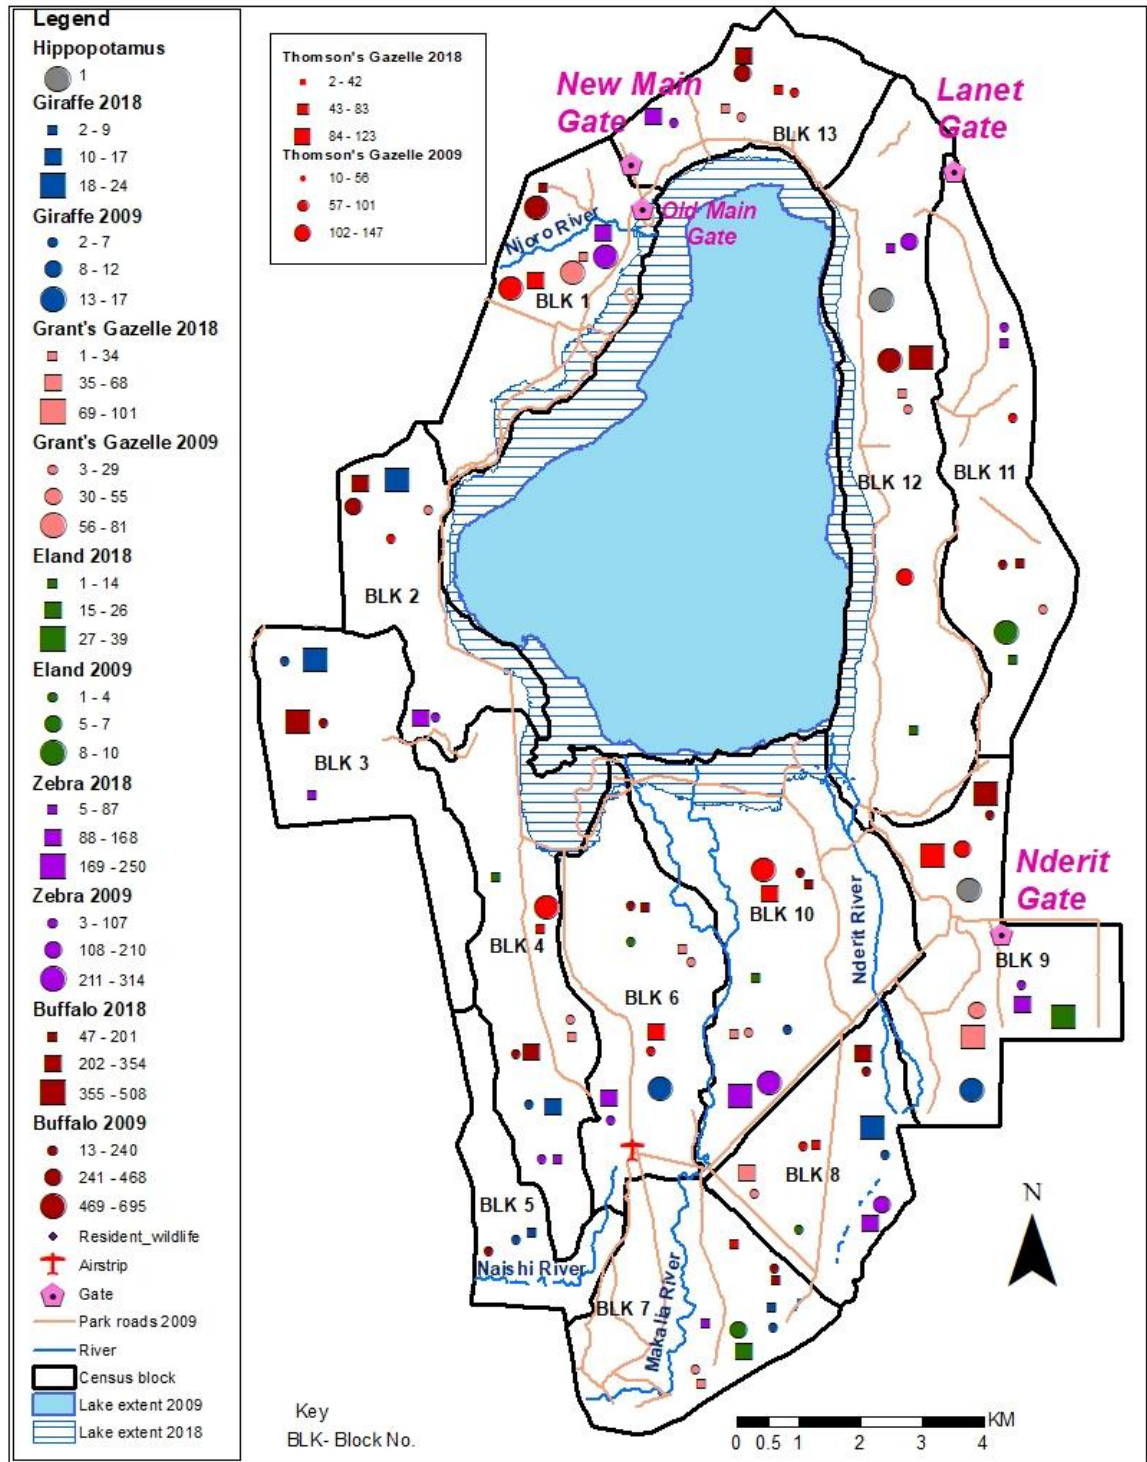 Legend
Hippopotamus
1
Giraffe 2018
2 - 9
10 - 17
18 - 24
Giraffe 2009
2 - 7
8 - 12
13 - 17
Grant's Gazelle 2018
1 - 34
35 - 68
69 - 101
Grant's Gazelle 2009
3 - 29
30 - 55
56 - 81
Eland 2018
1 - 14
15 - 26
27 - 39
Eland 2009
1 - 4
5 - 7
8 - 10
Zebra 2018
5 - 87
88 - 168
169 - 250
Zebra 2009
3 - 107
108 - 210
211 - 314
Buffalo 2018
47 - 201
202 - 354
355 - 508
Buffalo 2009
13 - 240
241 - 468
469 - 695
Resident_wildlife
Airstrip
Gate
Park roads 2009
River
Census block
Lake extent 2009
Lake extent 2018
Thomson's Gazelle 2018
2 - 42
43 - 83
84 - 123
Thomson's Gazelle 2009
10 - 56
57 - 101
102 - 147
New Main
Gate
Lanet
Gate
BLK 13
Old Main
Gate
Njoro River
BLK 1
BLK 11
BLK 12
BLK 2
BLK 3
Nderit
Gate
BLK 10
BLK 4
Nderit River
BLK 9
BLK 6
BLK 8
BLK 5
Naishi River
BLK 7
Makalia River
N
Key
BLK- Block No.
KM
0 0.5 1 2 3 4